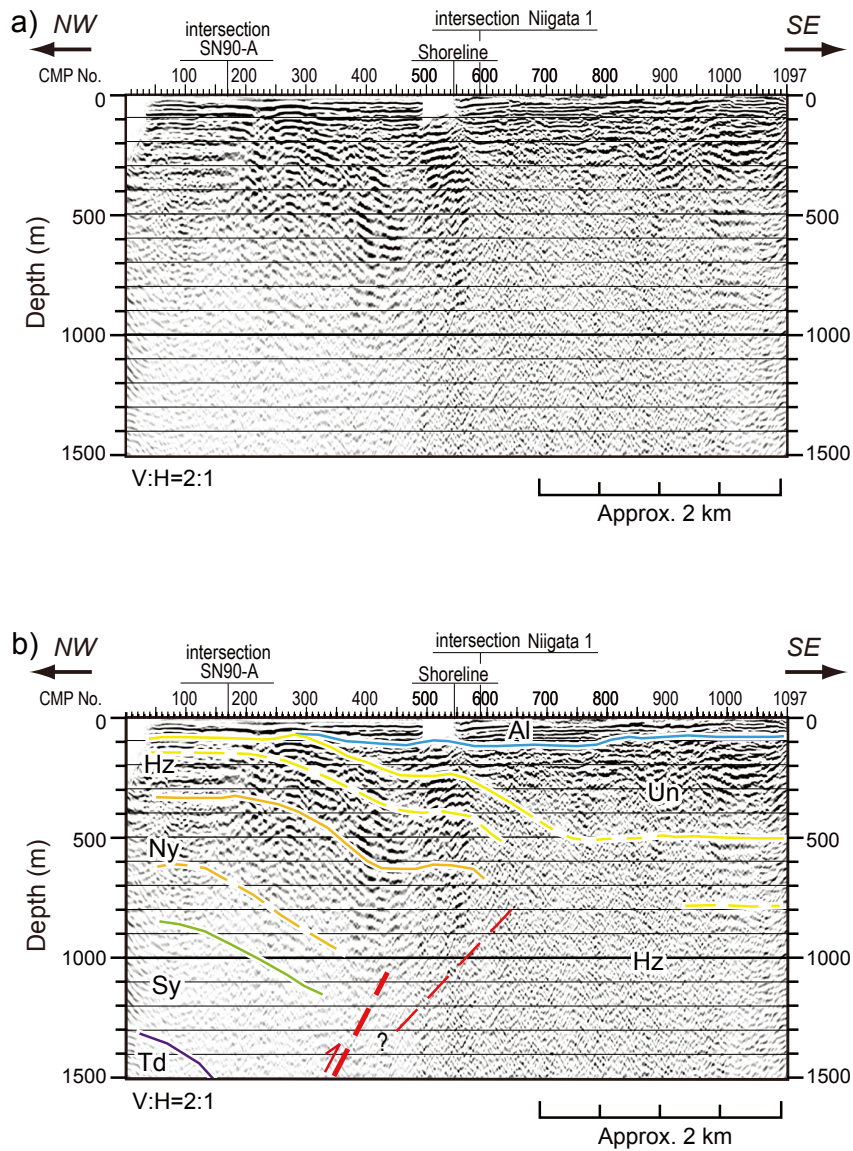 a) NW
intersection
SN90-A
intersection Niigata 1
Shoreline
SE
CMP No. 100 200 300 400 500 600 700 800 900 1000 1097
0 0
500 500
Depth (m)
1000 1000
1500 1500
V:H=2:1
Approx. 2 km
b) NW
intersection
SN90-A
intersection Niigata 1
Shoreline
SE
CMP No. 100 200 300 400 500 600 700 800 900 1000 1097
0 0
Al
Hz
Un
500 500
Ny
Depth (m)
1000 1000
Hz
Sy
?
Td
1500 1500
V:H=2:1
Approx. 2 km